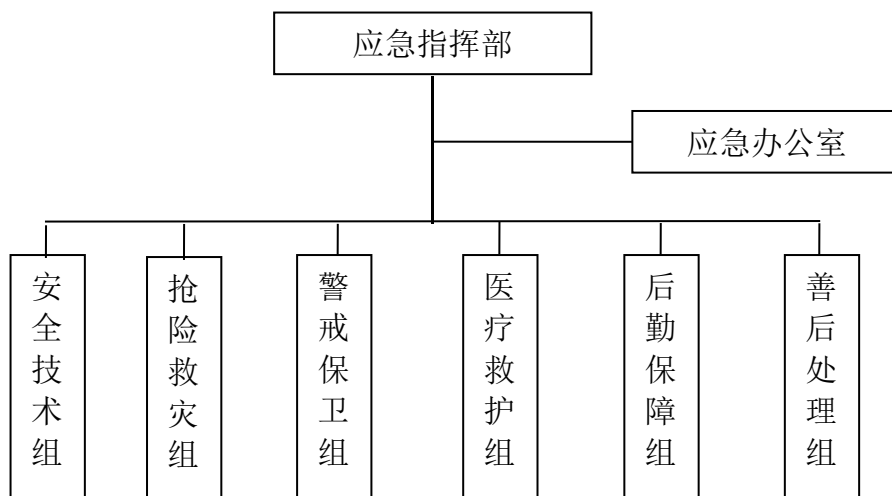 应急指挥部
应急办公室
安全技术组
抢险救灾组
警戒保卫组
医疗救护组
后勤保障组
善后处理组